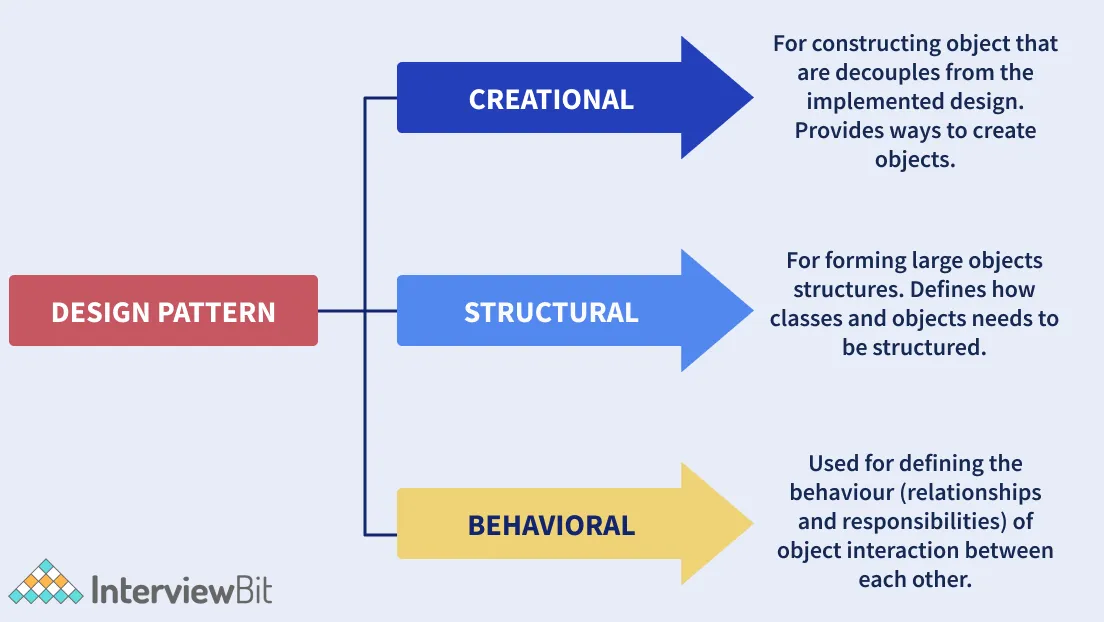 DESIGN PATTERN
CREATIONAL
For constructing object that
are decouples from the
implemented design.
Provides ways to create
objects.
STRUCTURAL
For forming large objects
structures. Defines how
classes and objects needs to
be structured.
BEHAVIORAL
Used for defining the
behaviour (relationships
and responsibilities) of
object interaction between
each other.
InterviewBit